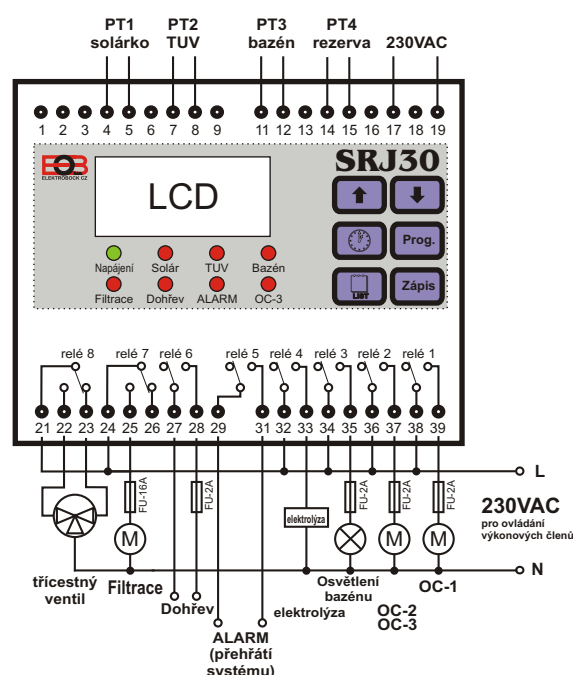 PT1 PT2 PT3 PT4
solárko TUV bazén rezerva 230VAC
1 2 3 4 5 6 7 8 9 11 12 13 14 15 16 17 18 19
EOB
ELEKTROBOCK CZ
SRJ30
LCD
Prog.
Napájení Solár TUV Bazén
Filtrace Dohřev ALARM OC-3
LIST
Zápis
relé 8 relé 7 relé 6 relé 5 relé 4 relé 3 relé 2 relé 1
21 22 23 24 25 26 27 28 29 31 32 33 34 35 36 37 38 39
L
FU-16A FU-2A FU-2A FU-2A FU-2A
230VAC
pro ovládání
výkonových členů
elektrolýza
M M M
N
třícestný
ventil
Filtrace
Dohřev
elektrolýza
Osvětlení
bazénu
OC-1
OC-2
OC-3
ALARM
(přehřátí
systému)